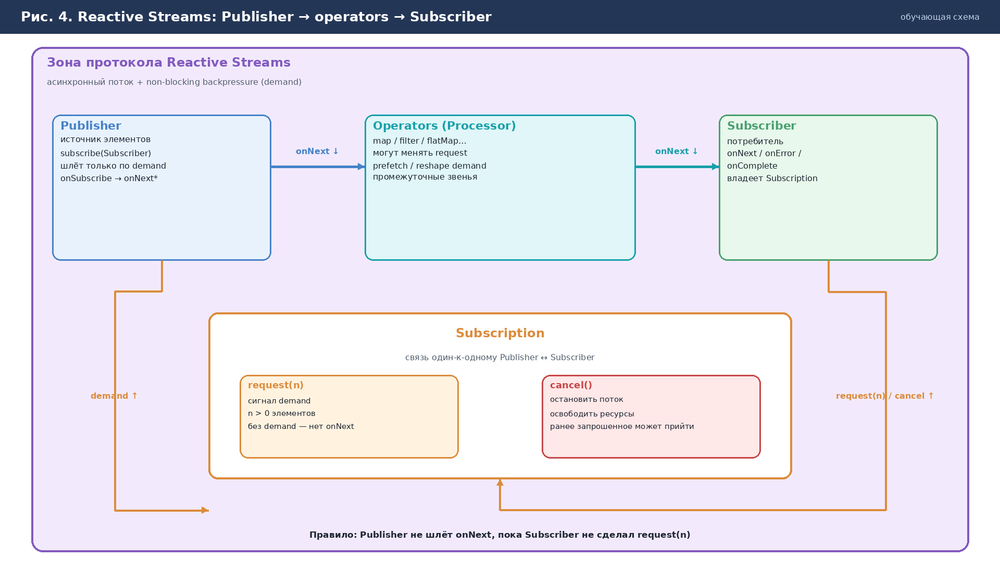 Рис. 4. Reactive Streams: Publisher → operators → Subscriber
обучающая схема
Зона протокола Reactive Streams
асинхронный поток + non-blocking backpressure (demand)
Publisher
источник элементов
subscribe(Subscriber)
шлёт только по demand
onSubscribe → onNext*
onNext ↓
Operators (Processor)
map / filter / flatMap…
могут менять request
prefetch / reshape demand
промежуточные звенья
onNext ↓
Subscriber
потребитель
onNext / onError /
onComplete
владеет Subscription
Subscription
связь один-к-одному Publisher ↔ Subscriber
request(n)
сигнал demand
n > 0 элементов
без demand — нет onNext
cancel()
остановить поток
освободить ресурсы
ранее запрошенное может прийти
demand ↑
request(n) / cancel ↑
Правило: Publisher не шлёт onNext, пока Subscriber не сделал request(n)